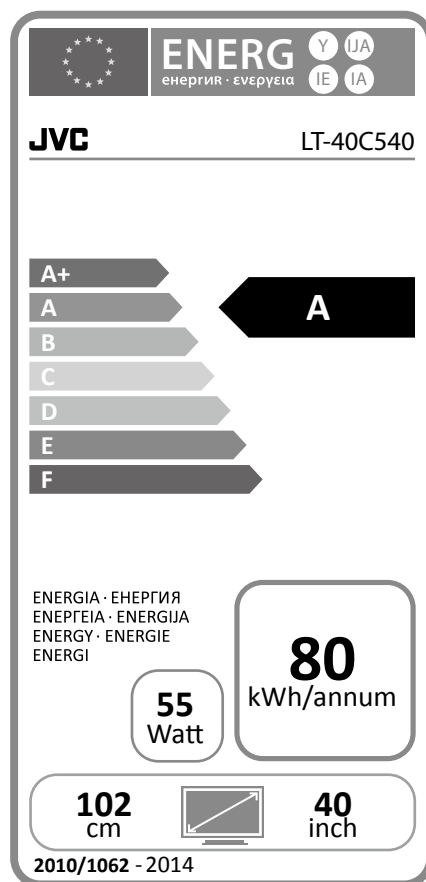 ENERG Y IJA
енергия · ενεργεια IE IA
JVC LT-40C540
A+
A A
B
C
D
E
F
ENERGIA · ЕНЕРГИЯ
ΕΝΕΡΓΕΙΑ · ENERGIJA
ENERGY · ENERGIE
ENERGI
80
kWh/annum
55
Watt
102 40
cm inch
2010/1062 - 2014